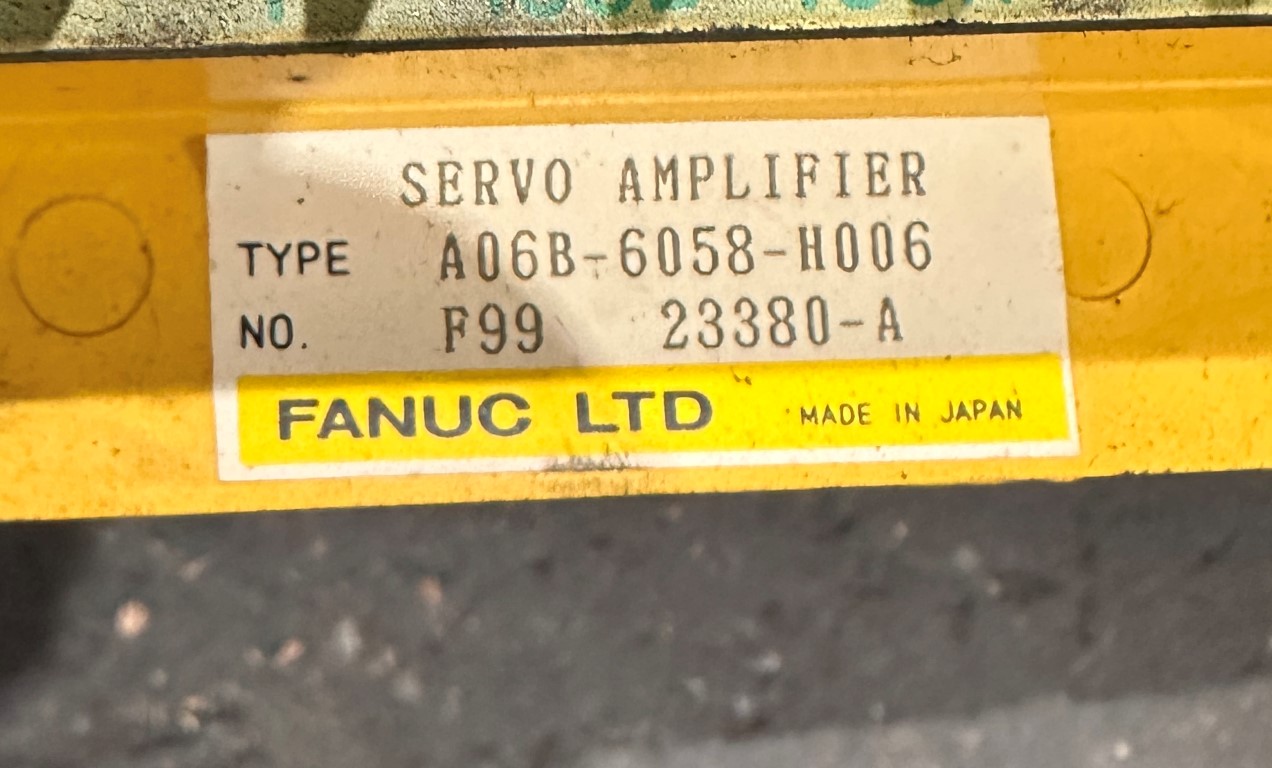 SERVO AMPLIFIER
TYPE A06B-6058-H006
NO. F99 23380-A
FANUC LTD MADE IN JAPAN